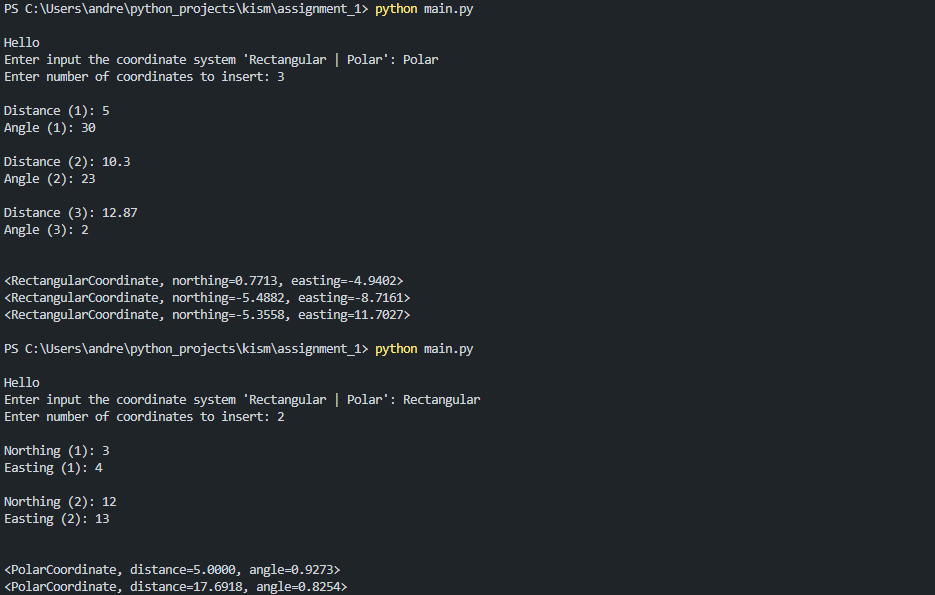 PS C:\Users\andre\python_projects\kism\assignment_1> python main.py
Hello
Enter input the coordinate system 'Rectangular | Polar': Polar
Enter number of coordinates to insert: 3
Distance (1): 5
Angle (1): 30
Distance (2): 10.3
Angle (2): 23
Distance (3): 12.87
Angle (3): 2
<RectangularCoordinate, northing=0.7713, easting=-4.9402>
<RectangularCoordinate, northing=-5.4882, easting=-8.7161>
<RectangularCoordinate, northing=-5.3558, easting=11.7027>
PS C:\Users\andre\python_projects\kism\assignment_1> python main.py
Hello
Enter input the coordinate system 'Rectangular | Polar': Rectangular
Enter number of coordinates to insert: 2
Northing (1): 3
Easting (1): 4
Northing (2): 12
Easting (2): 13
<PolarCoordinate, distance=5.0000, angle=0.9273>
<PolarCoordinate, distance=17.6918, angle=0.8254>